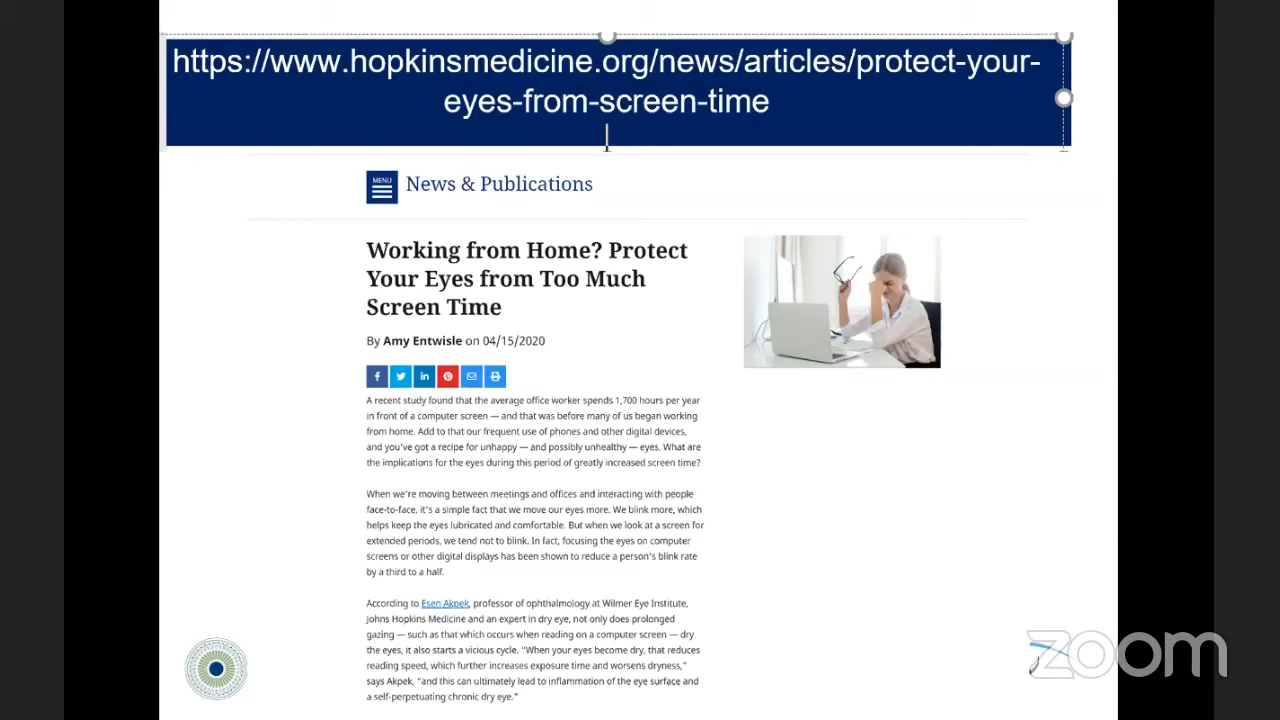 https://www.hopkinsmedicine.org/news/articles/protect-your-
eyes-from-screen-time
MENU
News & Publications
Working from Home? Protect
Your Eyes from Too Much
Screen Time
By Amy Entwisle on 04/15/2020
A recent study found that the average office worker spends 1,700 hours per year
in front of a computer screen — and that was before many of us began working
from home. Add to that our frequent use of phones and other digital devices,
and you've got a recipe for unhappy — and possibly unhealthy — eyes. What are
the implications for the eyes during this period of greatly increased screen time?
When we're moving between meetings and offices and interacting with people
face-to-face, it's a simple fact that we move our eyes more. We blink more, which
helps keep the eyes lubricated and comfortable. But when we look at a screen for
extended periods, we tend not to blink. In fact, focusing the eyes on computer
screens or other digital displays has been shown to reduce a person's blink rate
by a third to a half.
According to Esen Akpek, professor of ophthalmology at Wilmer Eye Institute,
Johns Hopkins Medicine and an expert in dry eye, not only does prolonged
gazing — such as that which occurs when reading on a computer screen — dry
the eyes, it also starts a vicious cycle. "When your eyes become dry, that reduces
reading speed, which further increases exposure time and worsens dryness,"
says Akpek, "and this can ultimately lead to inflammation of the eye surface and
a self-perpetuating chronic dry eye."
zoom